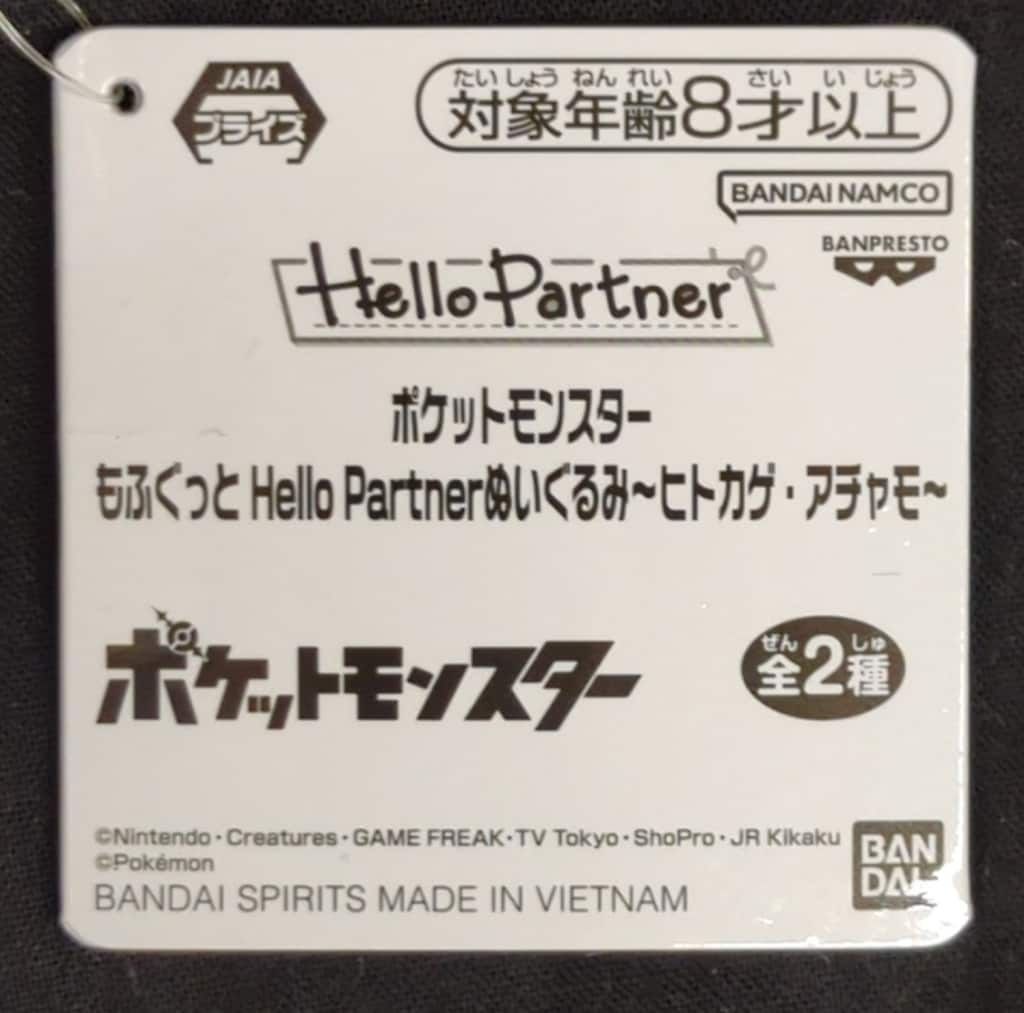 JAIA
プライズ
たいしょうねんれい さいいじょう
対象年齢8才以上
BANDAI NAMCO
BANPRESTO
Hello Partner
ポケットモンスター
もふぐっと Hello Partnerぬいぐるみ~ヒトカゲ・アチャモ~
ポケットモンスター
ぜん しゅ
全2種
©Nintendo・Creatures・GAME FREAK・TV Tokyo・ShoPro・JR Kikaku
©Pokémon
BANDAI SPIRITS MADE IN VIETNAM
BAN
DAI